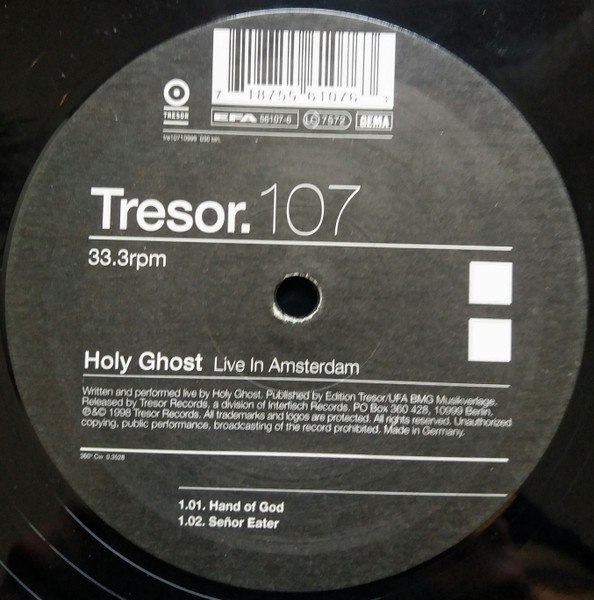 7 18755 61076
TRESOR
EFA 56107-6 LC 7572 GEMA
Tresor.107
33.3rpm
Holy Ghost Live In Amsterdam
Written and performed live by Holy Ghost. Published by Edition Tresor/UFA BMG Musikverlage.
Released by Tresor Records, a division of Interfisch Records. PO Box 360 428, 10999 Berlin.
℗&© 1998 Tresor Records. All trademarks and logos are protected. All rights reserved. Unauthorized
copying, public performance, broadcasting of the record prohibited. Made in Germany.
360° Cw 0.3528
1.01. Hand of God
1.02. Señor Eater